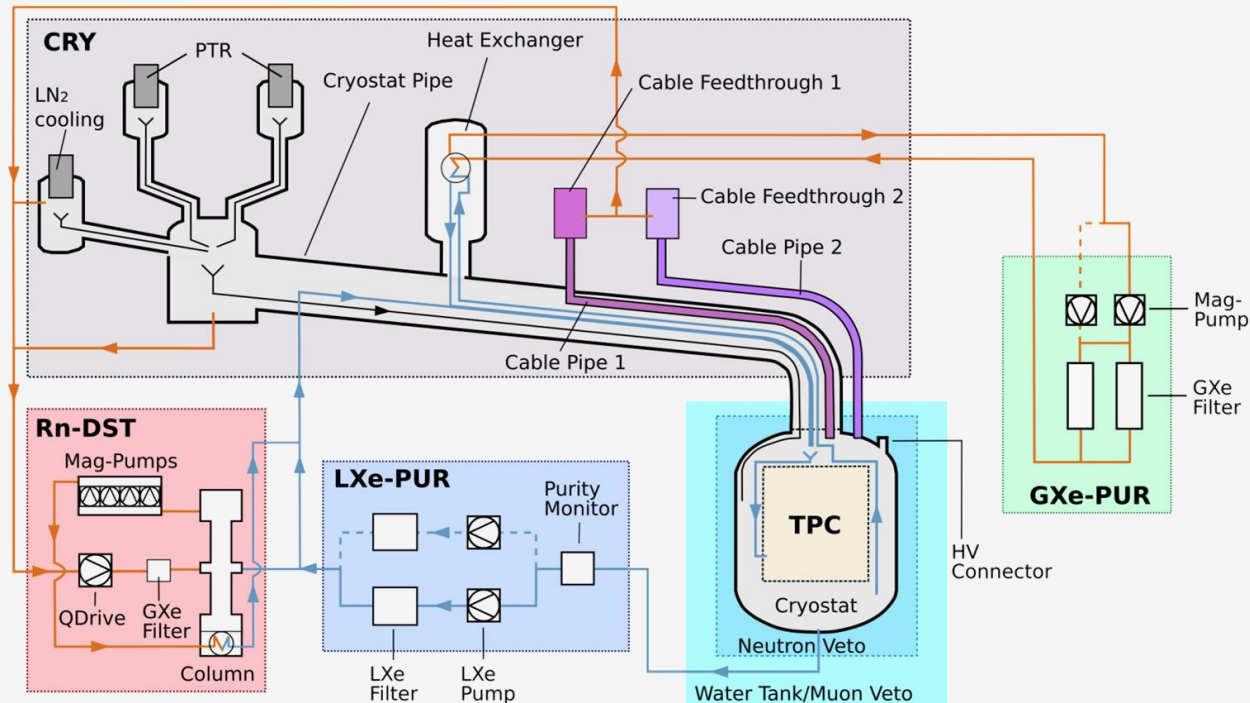 CRY
PTR
Heat Exchanger
Cryostat Pipe
Cable Feedthrough 1
LN₂
cooling
Cable Feedthrough 2
Cable Pipe 2
Cable Pipe 1
Mag-
Pump
GXe
Filter
GXe-PUR
Rn-DST
Mag-Pumps
QDrive
GXe
Filter
Column
LXe-PUR
Purity
Monitor
LXe
Filter
LXe
Pump
TPC
Cryostat
Neutron Veto
Water Tank/Muon Veto
HV
Connector